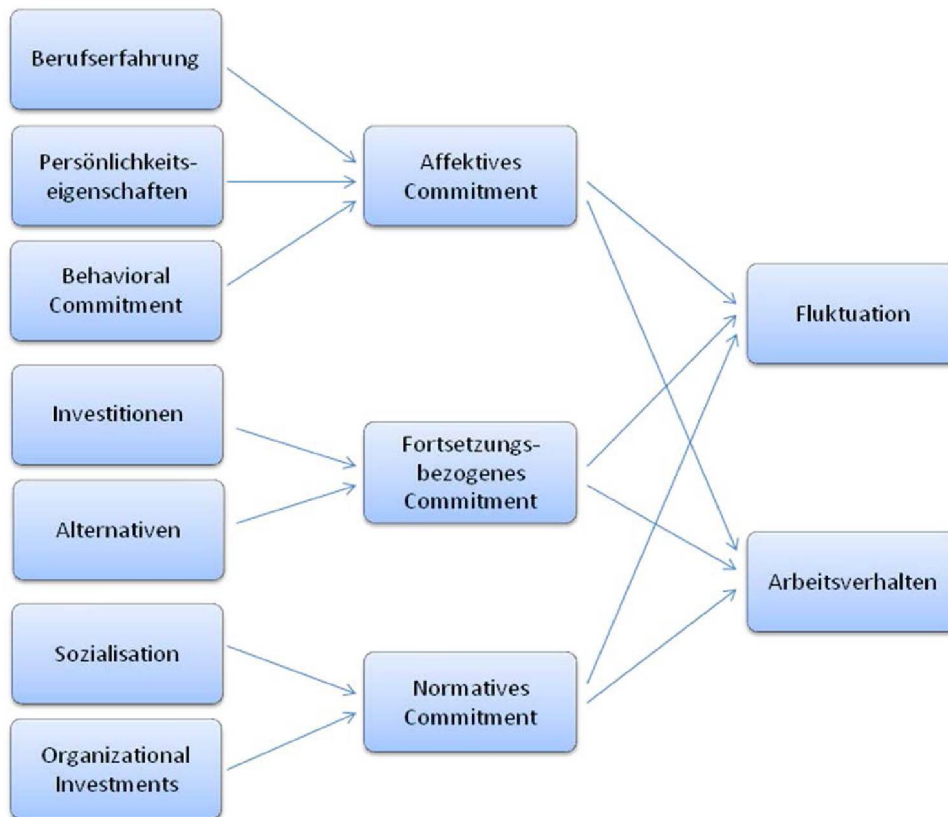 Berufserfahrung
Persönlichkeits-
eigenschaften
Behavioral
Commitment
Investitionen
Alternativen
Sozialisation
Organizational
Investments
Affektives
Commitment
Fortsetzungs-
bezogenes
Commitment
Normatives
Commitment
Fluktuation
Arbeitsverhalten